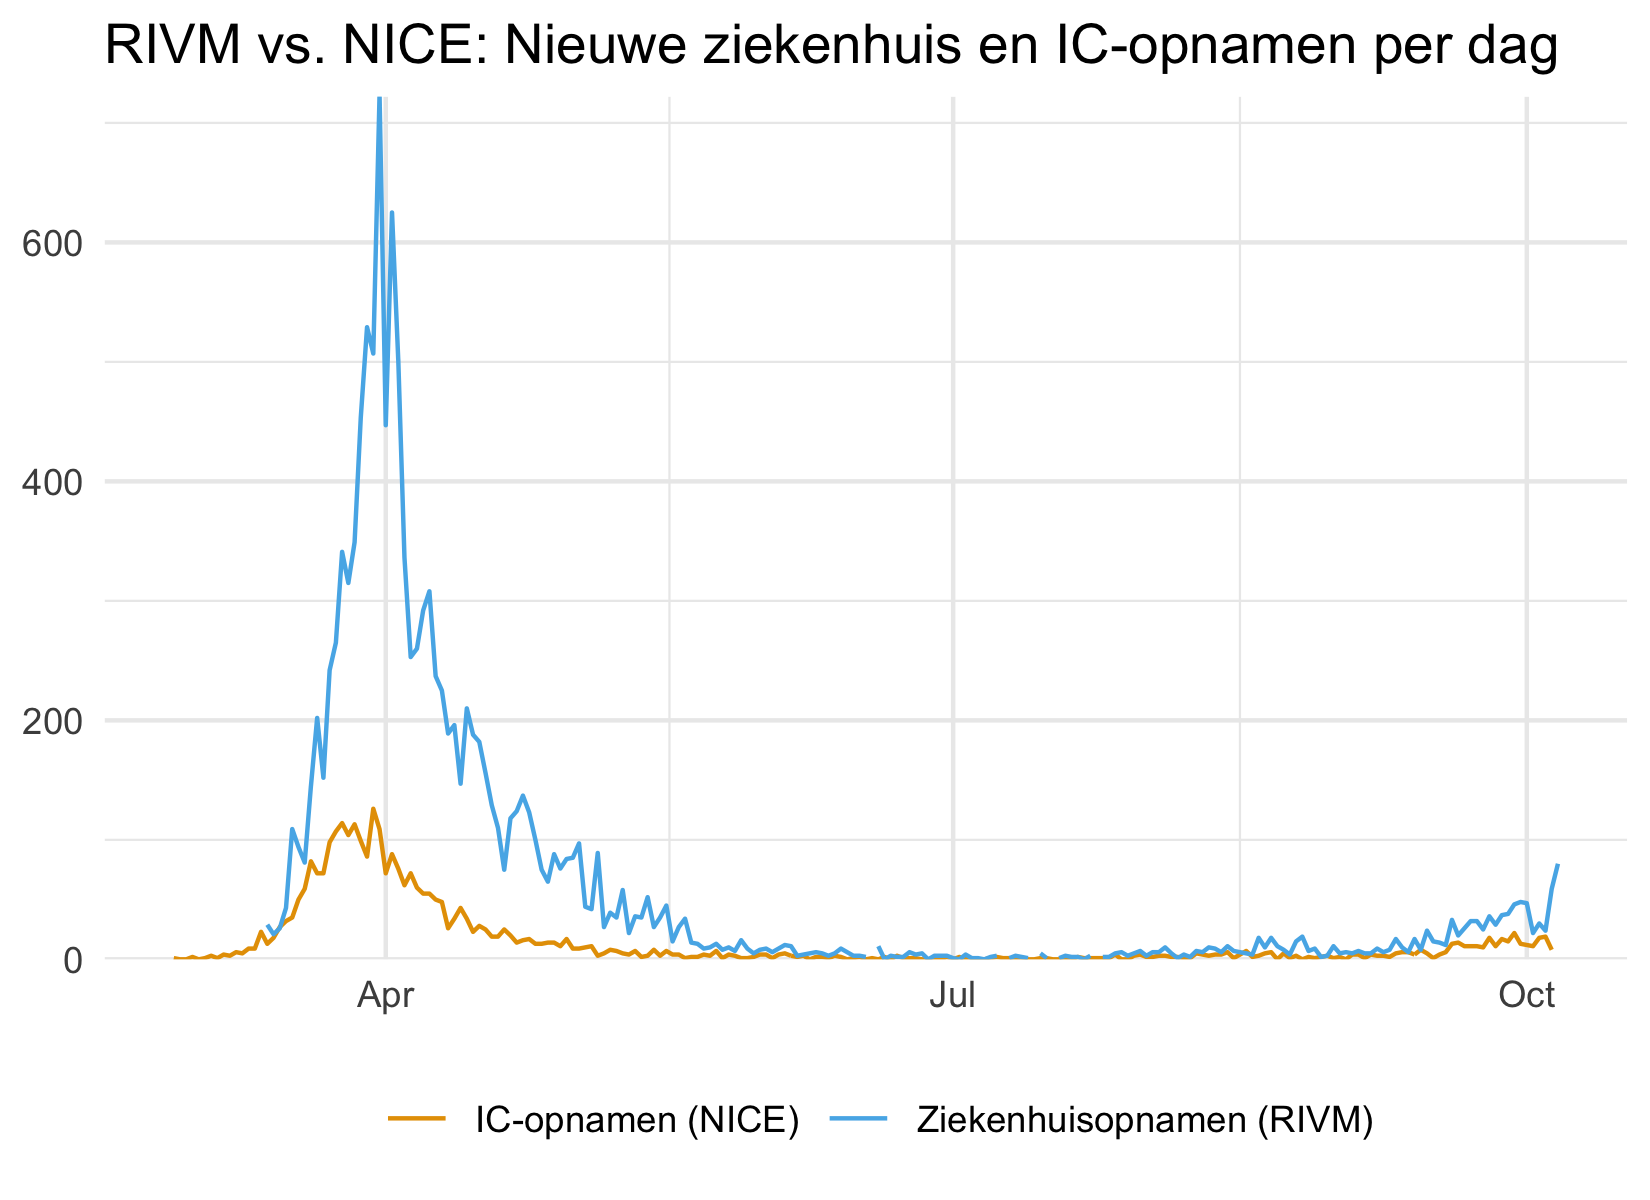 RIVM vs. NICE: Nieuwe ziekenhuis en IC-opnamen per dag
600
400
200
0
Apr Jul Oct
IC-opnamen (NICE) Ziekenhuisopnamen (RIVM)